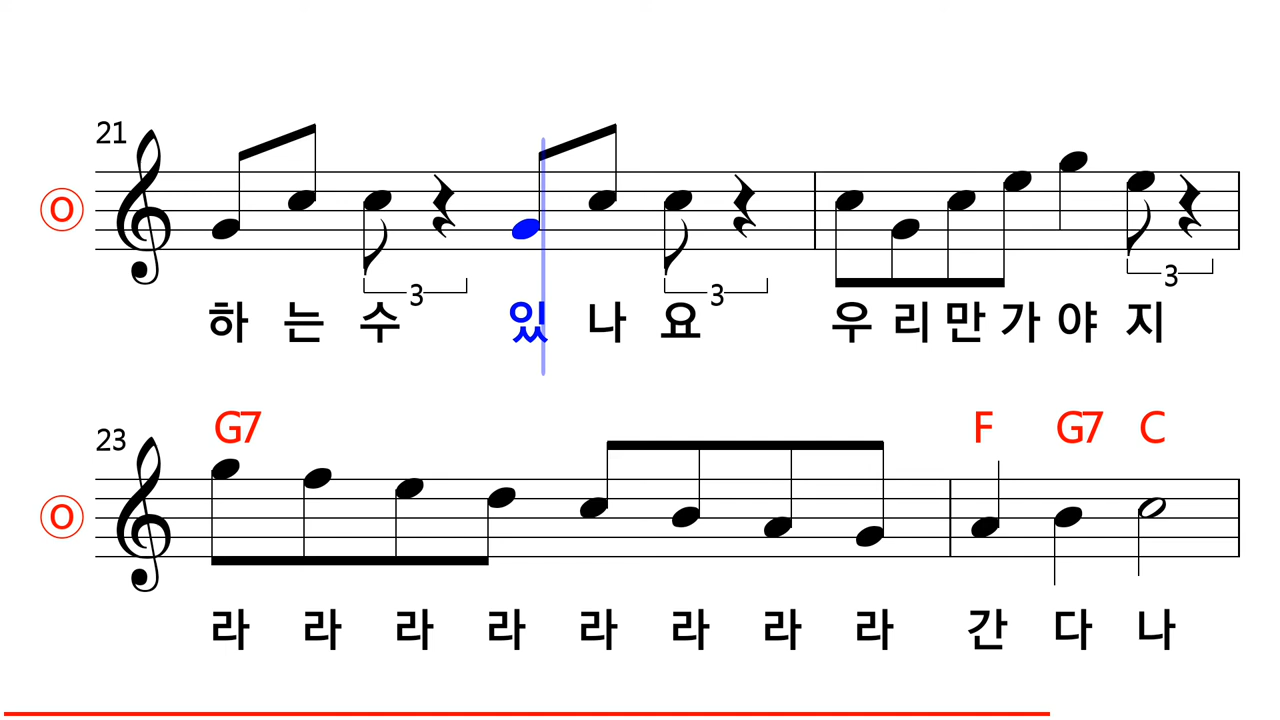 21
O
3 3 3
하 는 수 있 나 요 우 리 만 가 야 지
G7 F G7 C
23
O
라 라 라 라 라 라 라 라 간 다 나